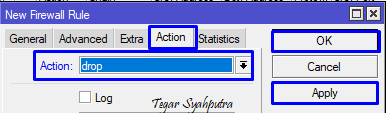 New Firewall Rule
General Advanced Extra Action Statistics
OK
Action: drop
Cancel
Log
Apply
Tegar Syahputra